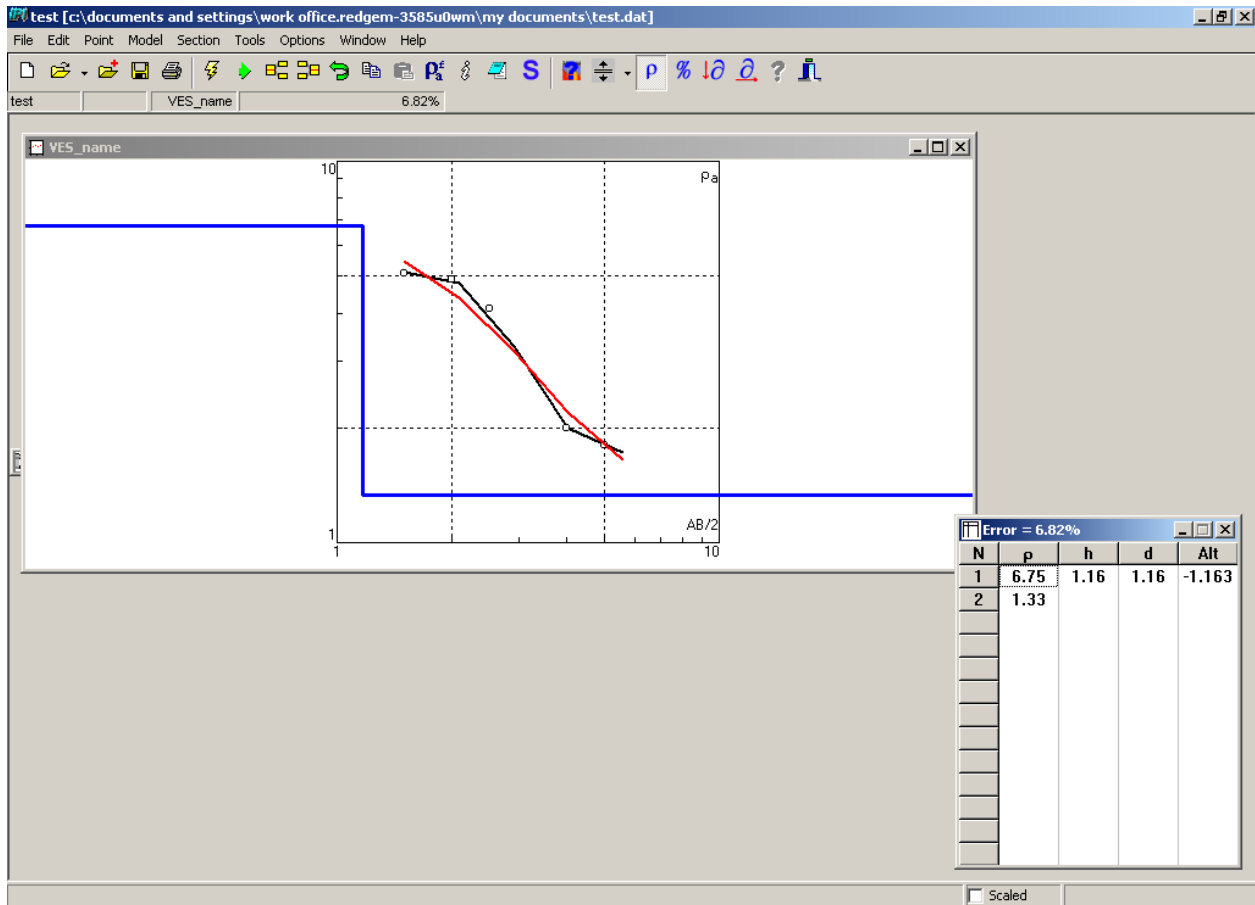 test [c:\documents and settings\work office.redgem-3585u0wm\my documents\test.dat]
File Edit Point Model Section Tools Options Window Help
S ρ % ?
test VES_name 6.82%
VES_name
10 ρa
1 AB/2
1 10
Error = 6.82%
N ρ h d Alt
1 6.75 1.16 1.16 -1.163
2 1.33
Scaled